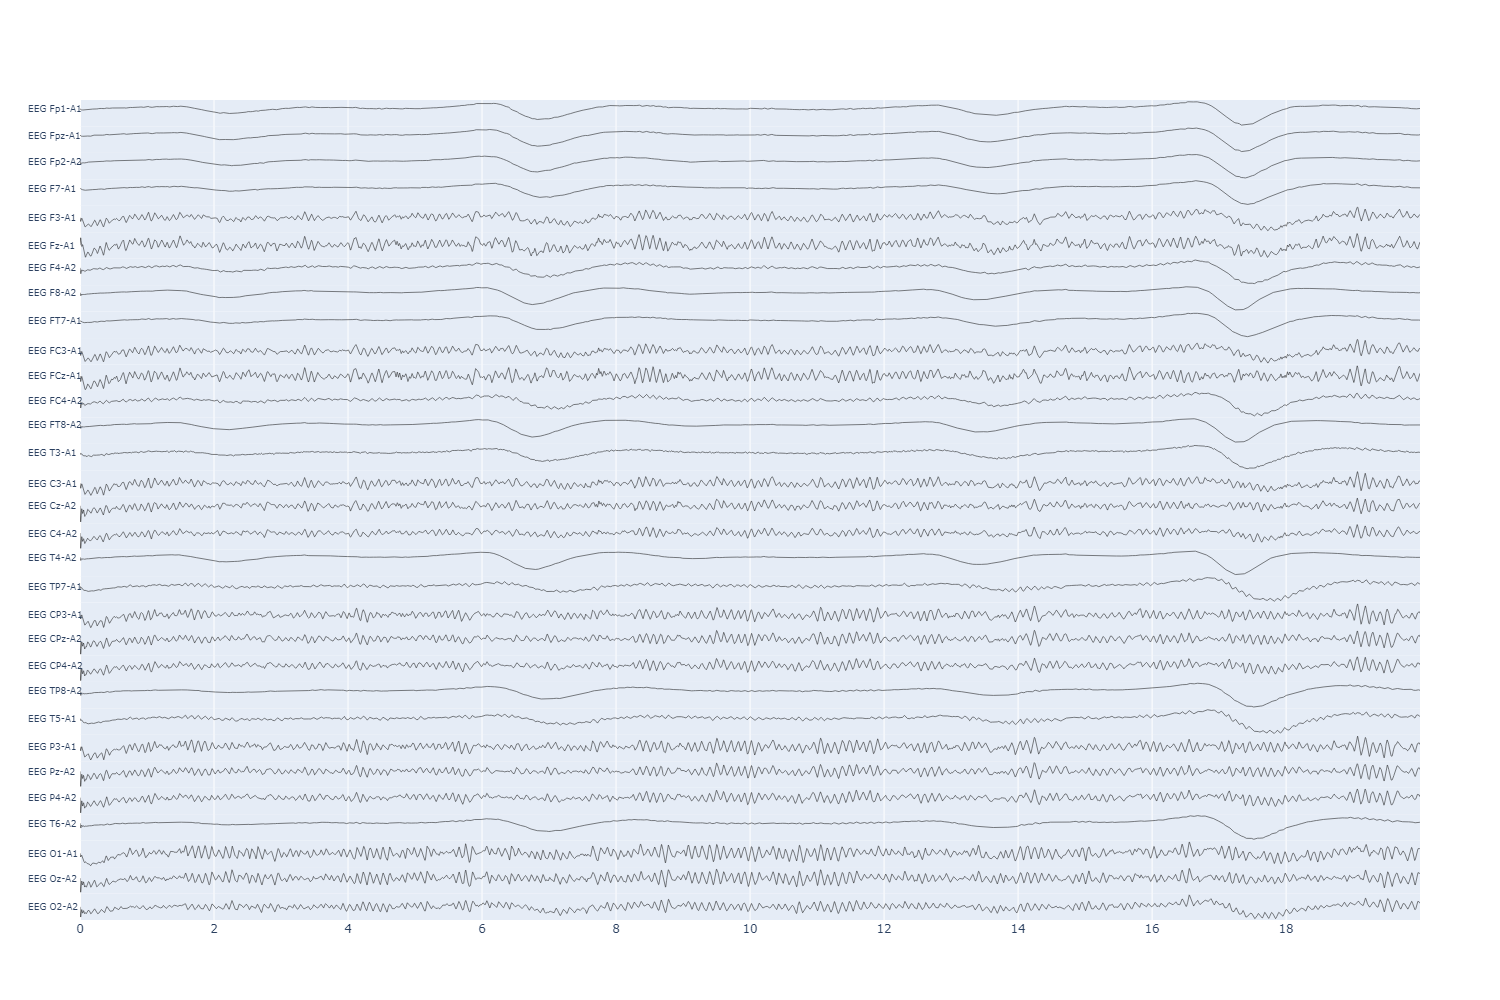 EEG Fp1-A1
EEG Fpz-A1
EEG Fp2-A2
EEG F7-A1
EEG F3-A1
EEG Fz-A1
EEG F4-A2
EEG F8-A2
EEG FT7-A1
EEG FC3-A1
EEG FCz-A1
EEG FC4-A2
EEG FT8-A2
EEG T3-A1
EEG C3-A1
EEG Cz-A2
EEG C4-A2
EEG T4-A2
EEG TP7-A1
EEG CP3-A1
EEG CPz-A2
EEG CP4-A2
EEG TP8-A2
EEG T5-A1
EEG P3-A1
EEG Pz-A2
EEG P4-A2
EEG T6-A2
EEG O1-A1
EEG Oz-A2
EEG O2-A2
0 2 4 6 8 10 12 14 16 18